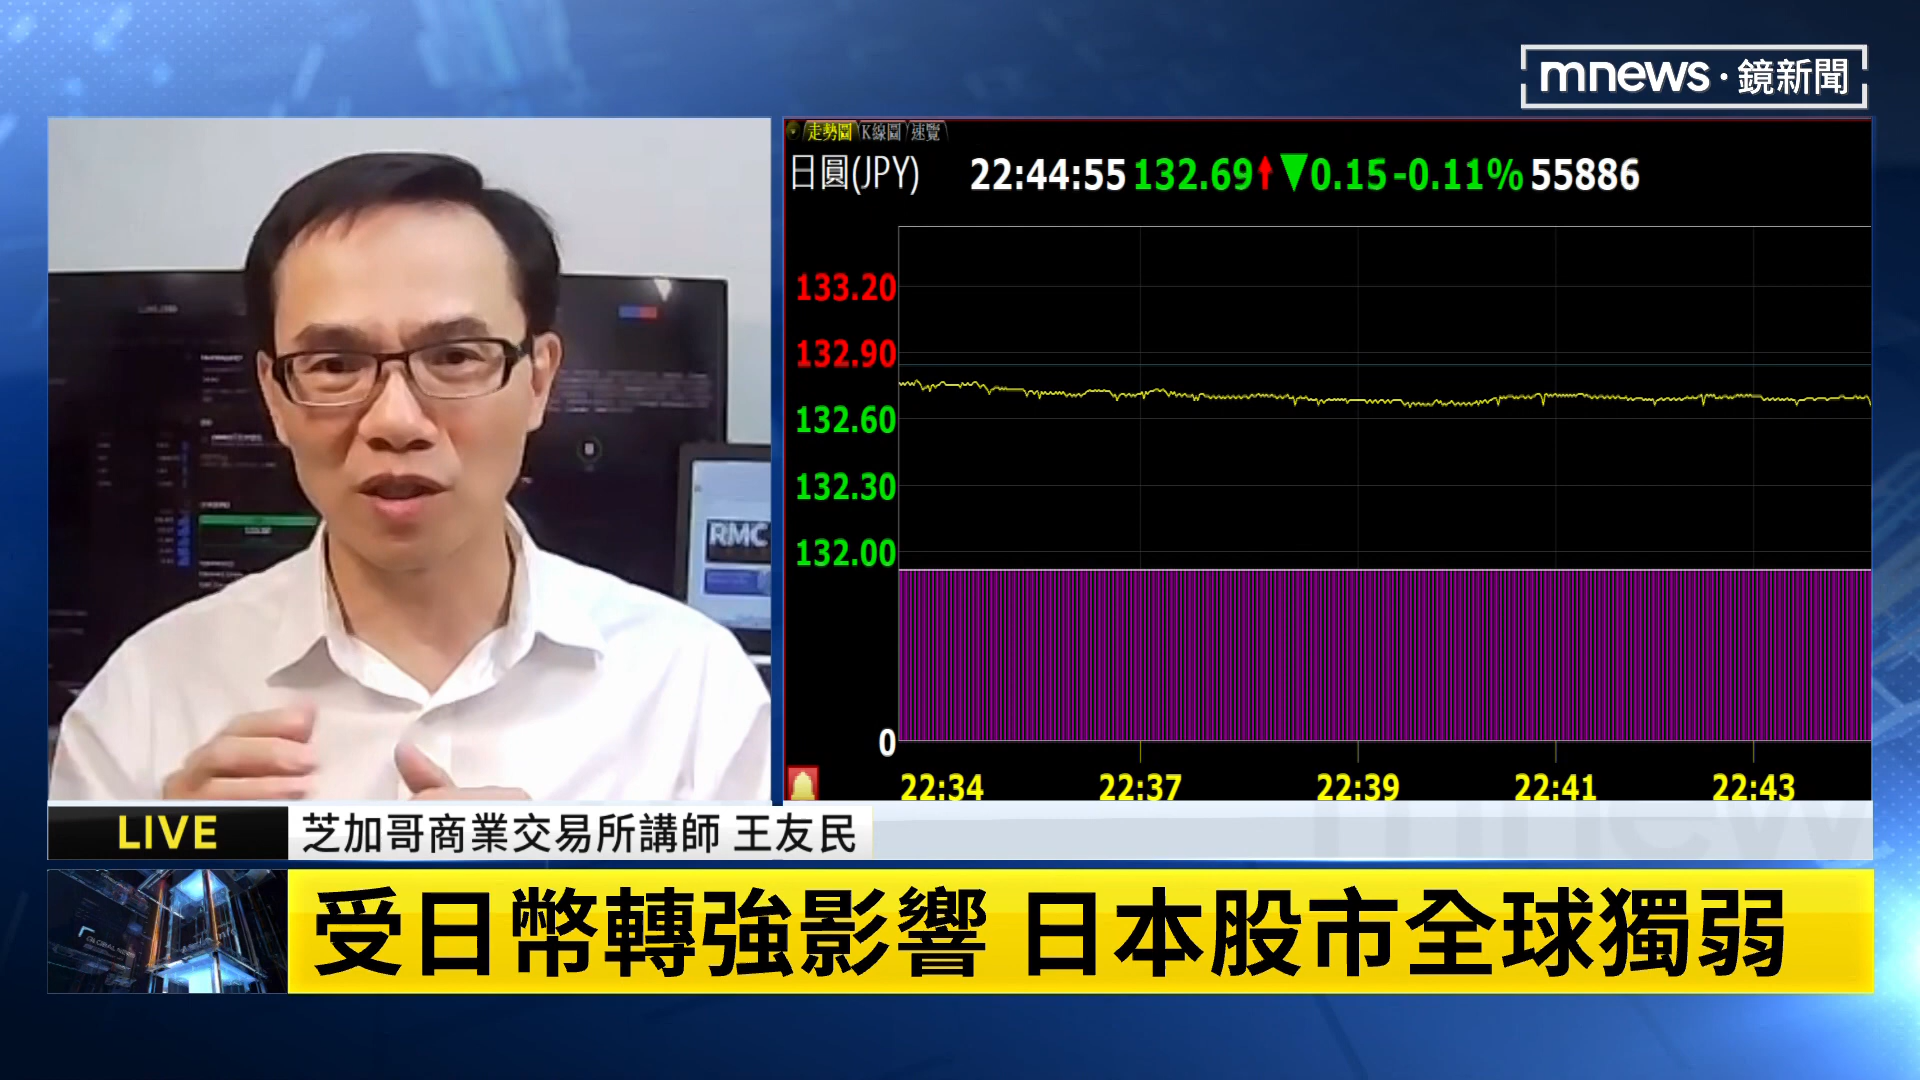 mnews·鏡新聞
走勢圖 K線圖 速覽
日圓(JPY) 22:44:55 132.69 ▼0.15 -0.11% 55886
133.20
132.90
132.60
132.30
132.00
0
22:34 22:37 22:39 22:41 22:43
RMC
LIVE 芝加哥商業交易所講師 王友民
受日幣轉強影響 日本股市全球獨弱